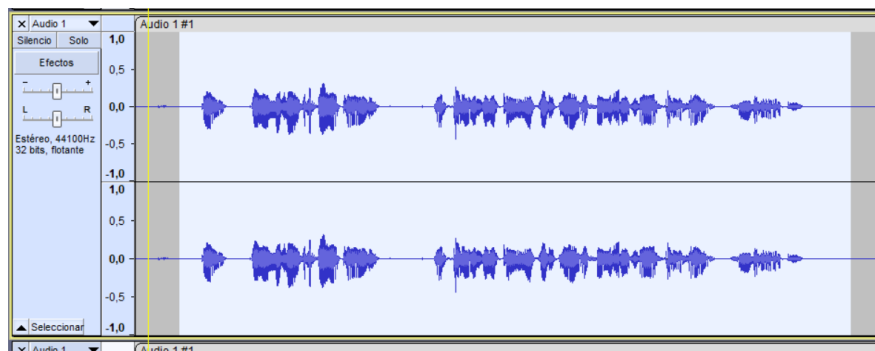 × Audio 1 ▼
Audio 1 #1
Silencio Solo
Efectos
- +
L R
Estéreo, 44100Hz
32 bits, flotante
▲ Seleccionar
1,0
0,5
0,0
-0,5
-1,0
1,0
0,5
0,0
-0,5
-1,0
× Audio 1 ▼
Audio 1 #1